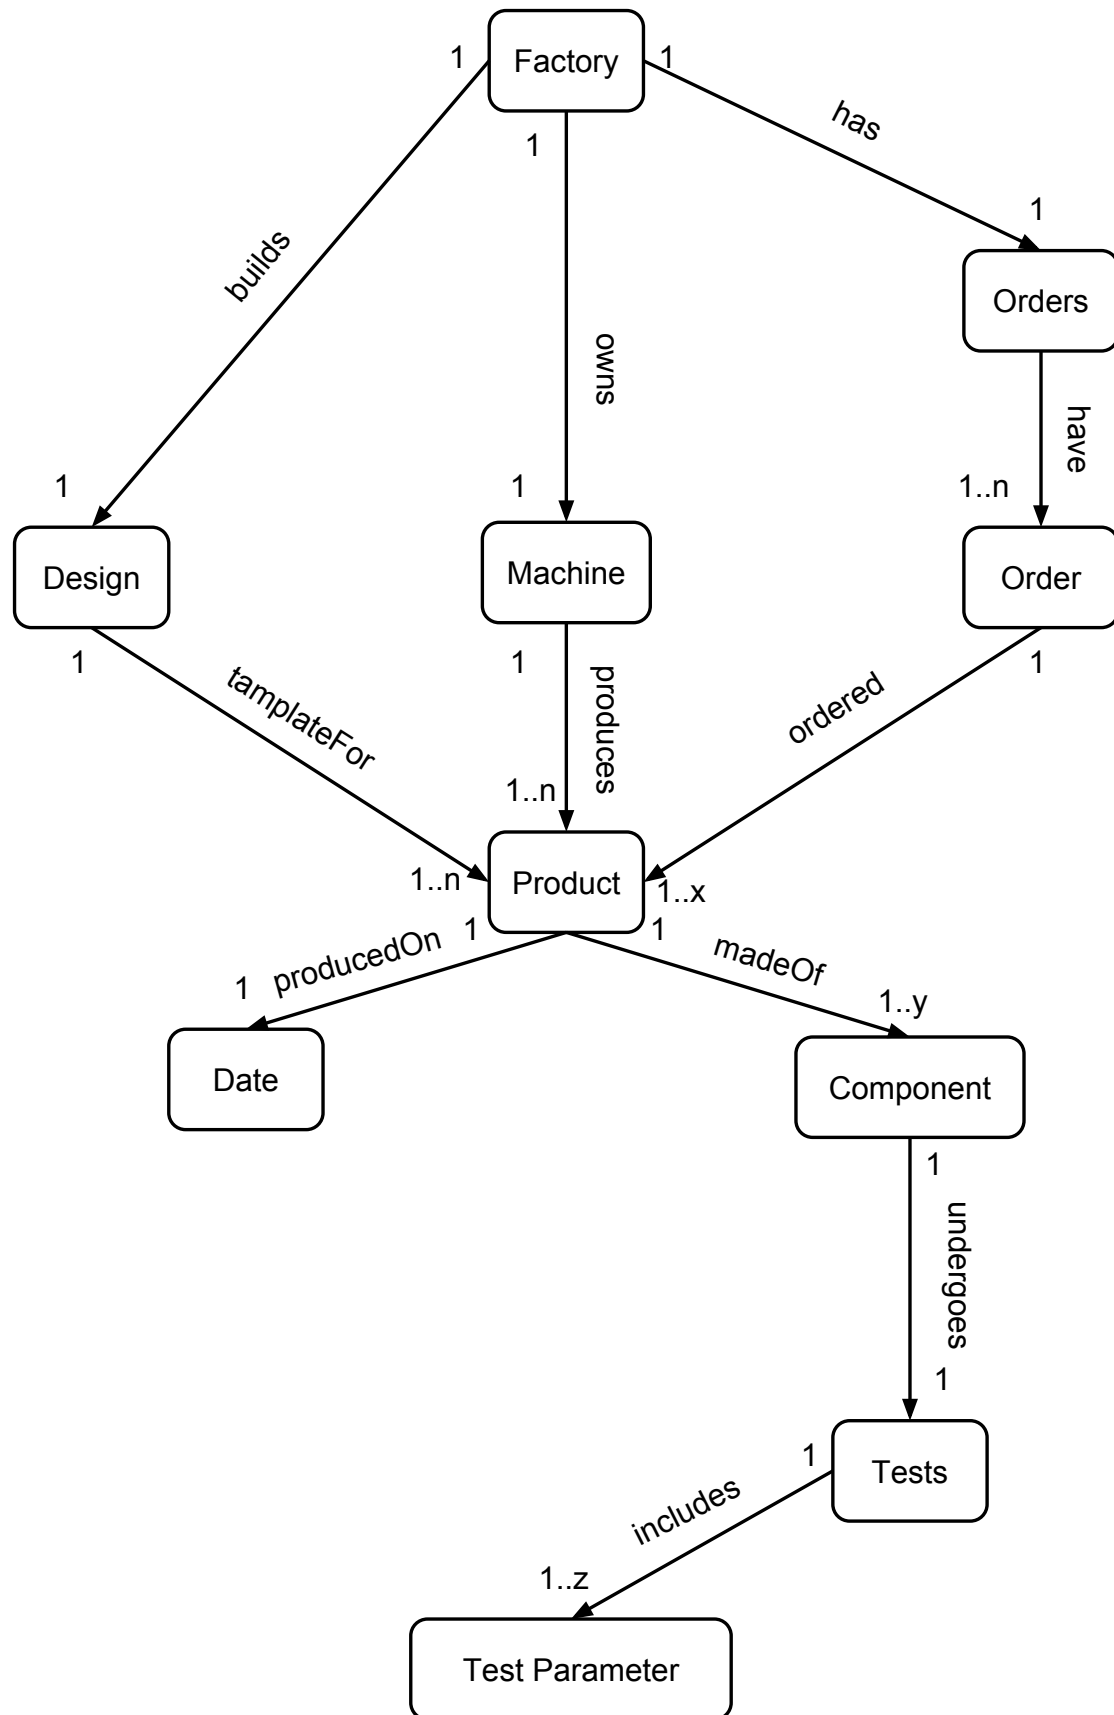 1
Factory
1
has
1
1
builds
Orders
owns
have
1
1
1..n
Design
Machine
Order
1
1
1
tamplateFor
produces
ordered
1..n
1..n
Product
1..x
1
1
producedOn
madeOf
1
1..y
Date
Component
1
undergoes
1
1
Tests
includes
1..z
Test Parameter